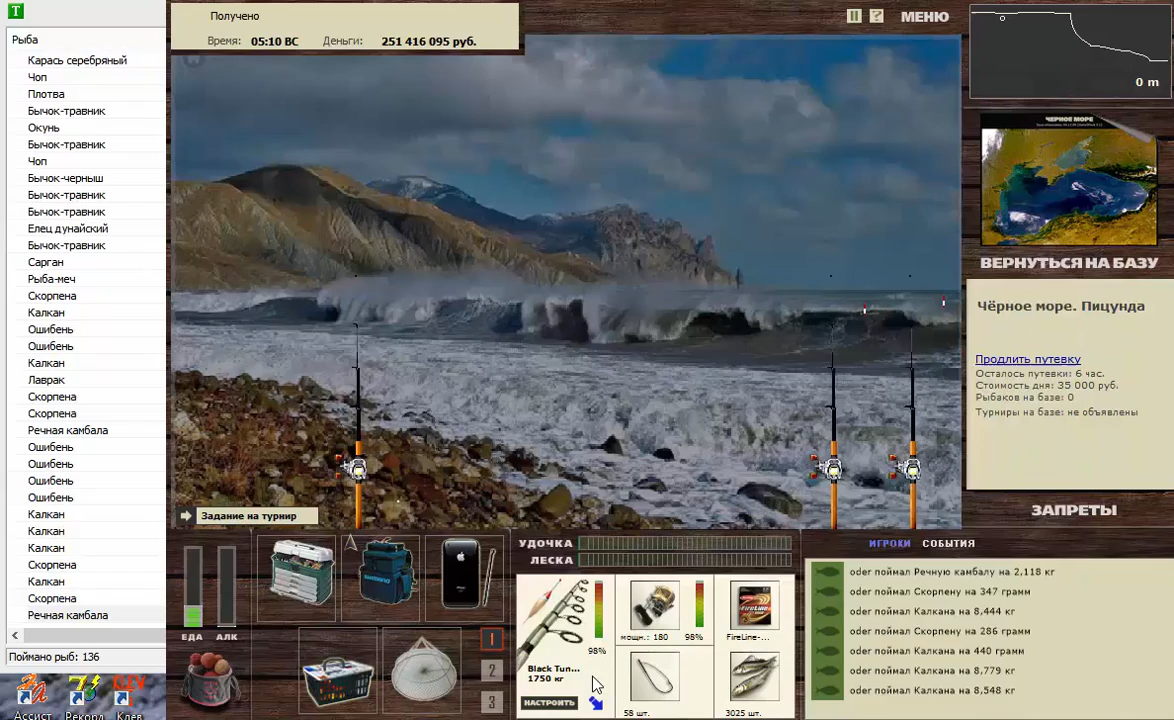 T
Рыба
Карась серебряный
Чоп
Плотва
Бычок-травник
Окунь
Бычок-травник
Чоп
Бычок-черныш
Бычок-травник
Бычок-травник
Елец дунайский
Бычок-травник
Сарган
Рыба-меч
Скорпена
Калкан
Ошибень
Ошибень
Калкан
Лаврак
Скорпена
Скорпена
Речная камбала
Ошибень
Ошибень
Ошибень
Ошибень
Калкан
Калкан
Калкан
Скорпена
Калкан
Скорпена
Речная камбала
Поймано рыб: 136
Ассист
Рекорд
Клев
Получено
Время: 05:10 ВС Деньги: 251 416 095 руб.
МЕНЮ
0 m
ЧЕРНОЕ МОРЕ
ВЕРНУТЬСЯ НА БАЗУ
Чёрное море. Пицунда
Продлить путевку
Осталось путевки: 6 час.
Стоимость дня: 35 000 руб.
Рыбаков на базе: 0
Турниры на базе: не объявлены
ЗАПРЕТЫ
Задание на турнир
ЕДА АЛК
1
2
3
УДОЧКА
ЛЕСКА
98%
Black Tun...
1750 кг
НАСТРОИТЬ
мощн.: 180 98%
FireLine-...
58 шт.
3025 шт.
ИГРОКИ СОБЫТИЯ
oder поймал Речную камбалу на 2,118 кг
oder поймал Скорпену на 347 грамм
oder поймал Калкана на 8,444 кг
oder поймал Скорпену на 286 грамм
oder поймал Калкана на 440 грамм
oder поймал Калкана на 8,779 кг
oder поймал Калкана на 8,548 кг